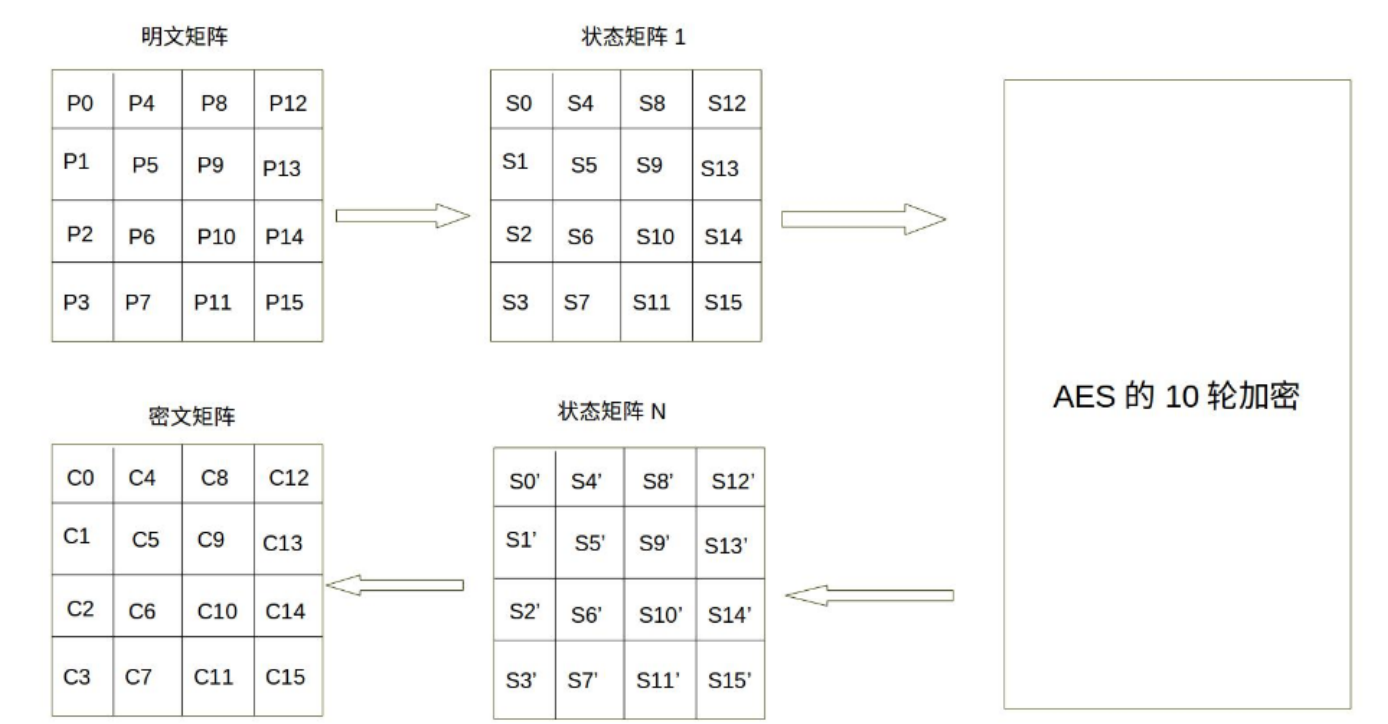 明文矩阵
状态矩阵 1
P0 P4 P8 P12
P1 P5 P9 P13
P2 P6 P10 P14
P3 P7 P11 P15
S0 S4 S8 S12
S1 S5 S9 S13
S2 S6 S10 S14
S3 S7 S11 S15
AES 的 10 轮加密
密文矩阵
状态矩阵 N
C0 C4 C8 C12
C1 C5 C9 C13
C2 C6 C10 C14
C3 C7 C11 C15
S0’ S4’ S8’ S12’
S1’ S5’ S9’ S13’
S2’ S6’ S10’ S14’
S3’ S7’ S11’ S15’